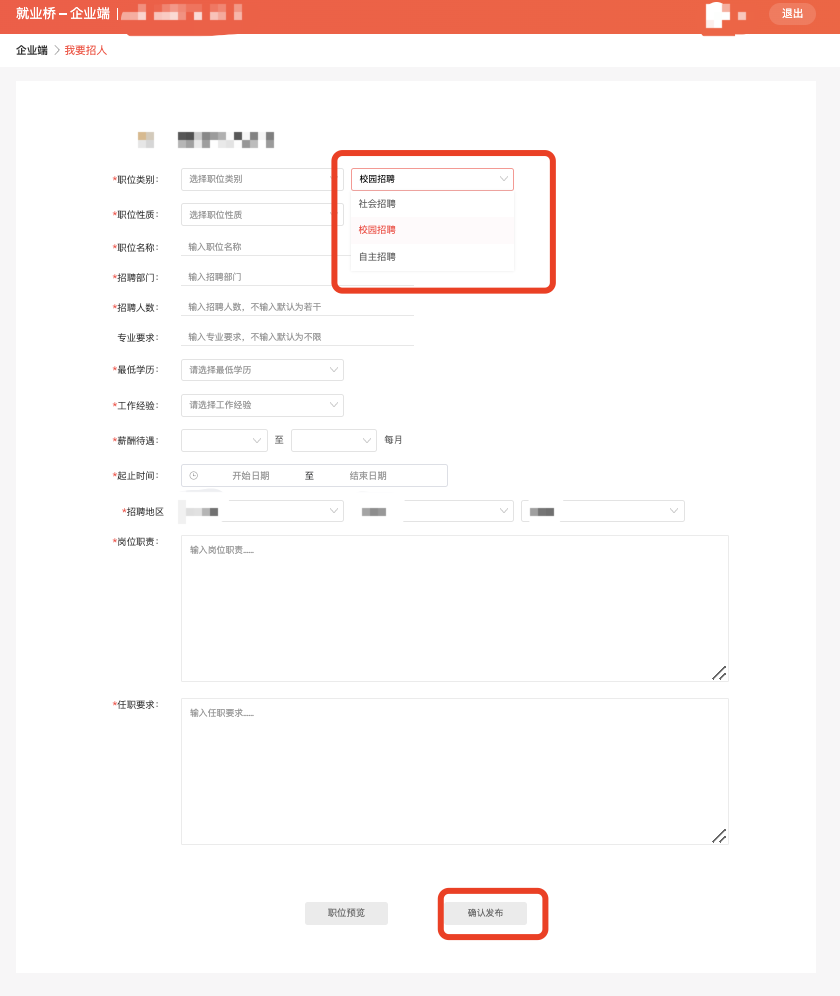 就业桥 – 企业端 |
退出
企业端 > 我要招人
*职位类别： 选择职位类别 校园招聘
社会招聘
*职位性质： 选择职位性质
校园招聘
*职位名称： 输入职位名称
自主招聘
*招聘部门： 输入招聘部门
*招聘人数： 输入招聘人数，不输入默认为若干
专业要求： 输入专业要求，不输入默认为不限
*最低学历： 请选择最低学历
*工作经验： 请选择工作经验
*薪酬待遇： 至 每月
*起止时间： 开始日期 至 结束日期
*招聘地区
*岗位职责： 输入岗位职责......
*任职要求： 输入任职要求......
职位预览 确认发布